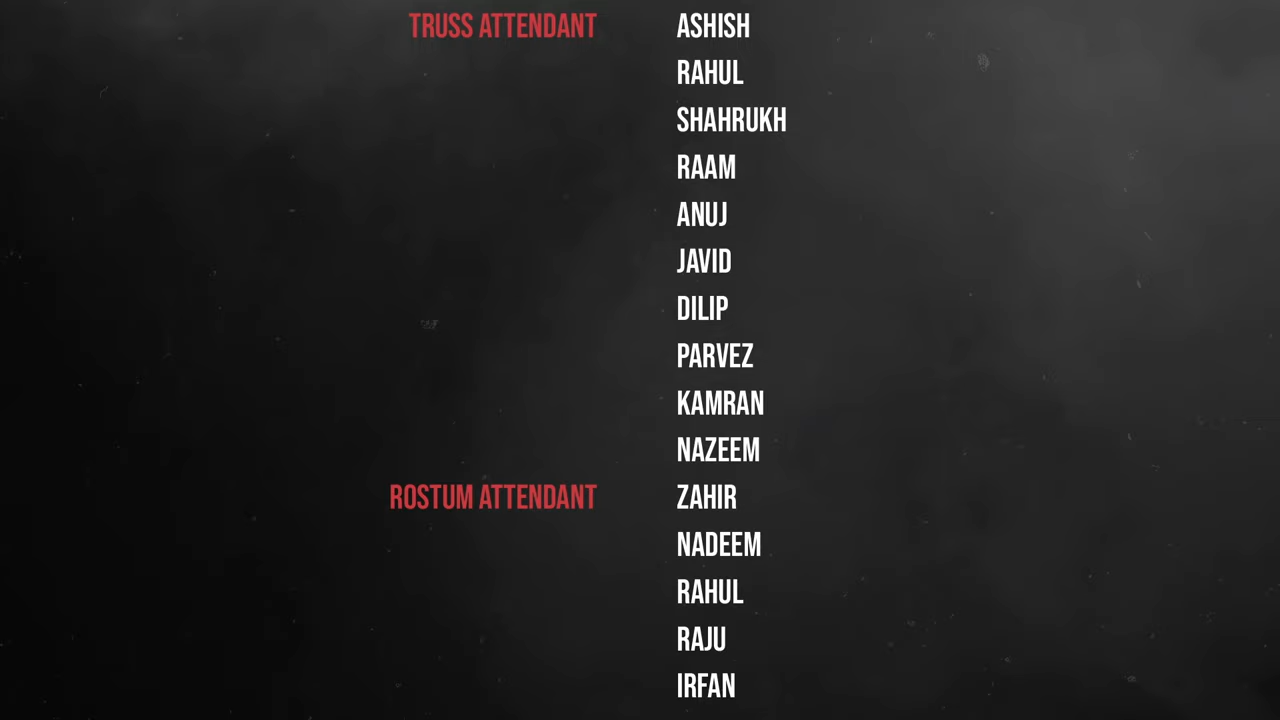 TRUSS ATTENDANT ASHISH
RAHUL
SHAHRUKH
RAAM
ANUJ
JAVID
DILIP
PARVEZ
KAMRAN
NAZEEM
ROSTUM ATTENDANT ZAHIR
NADEEM
RAHUL
RAJU
IRFAN